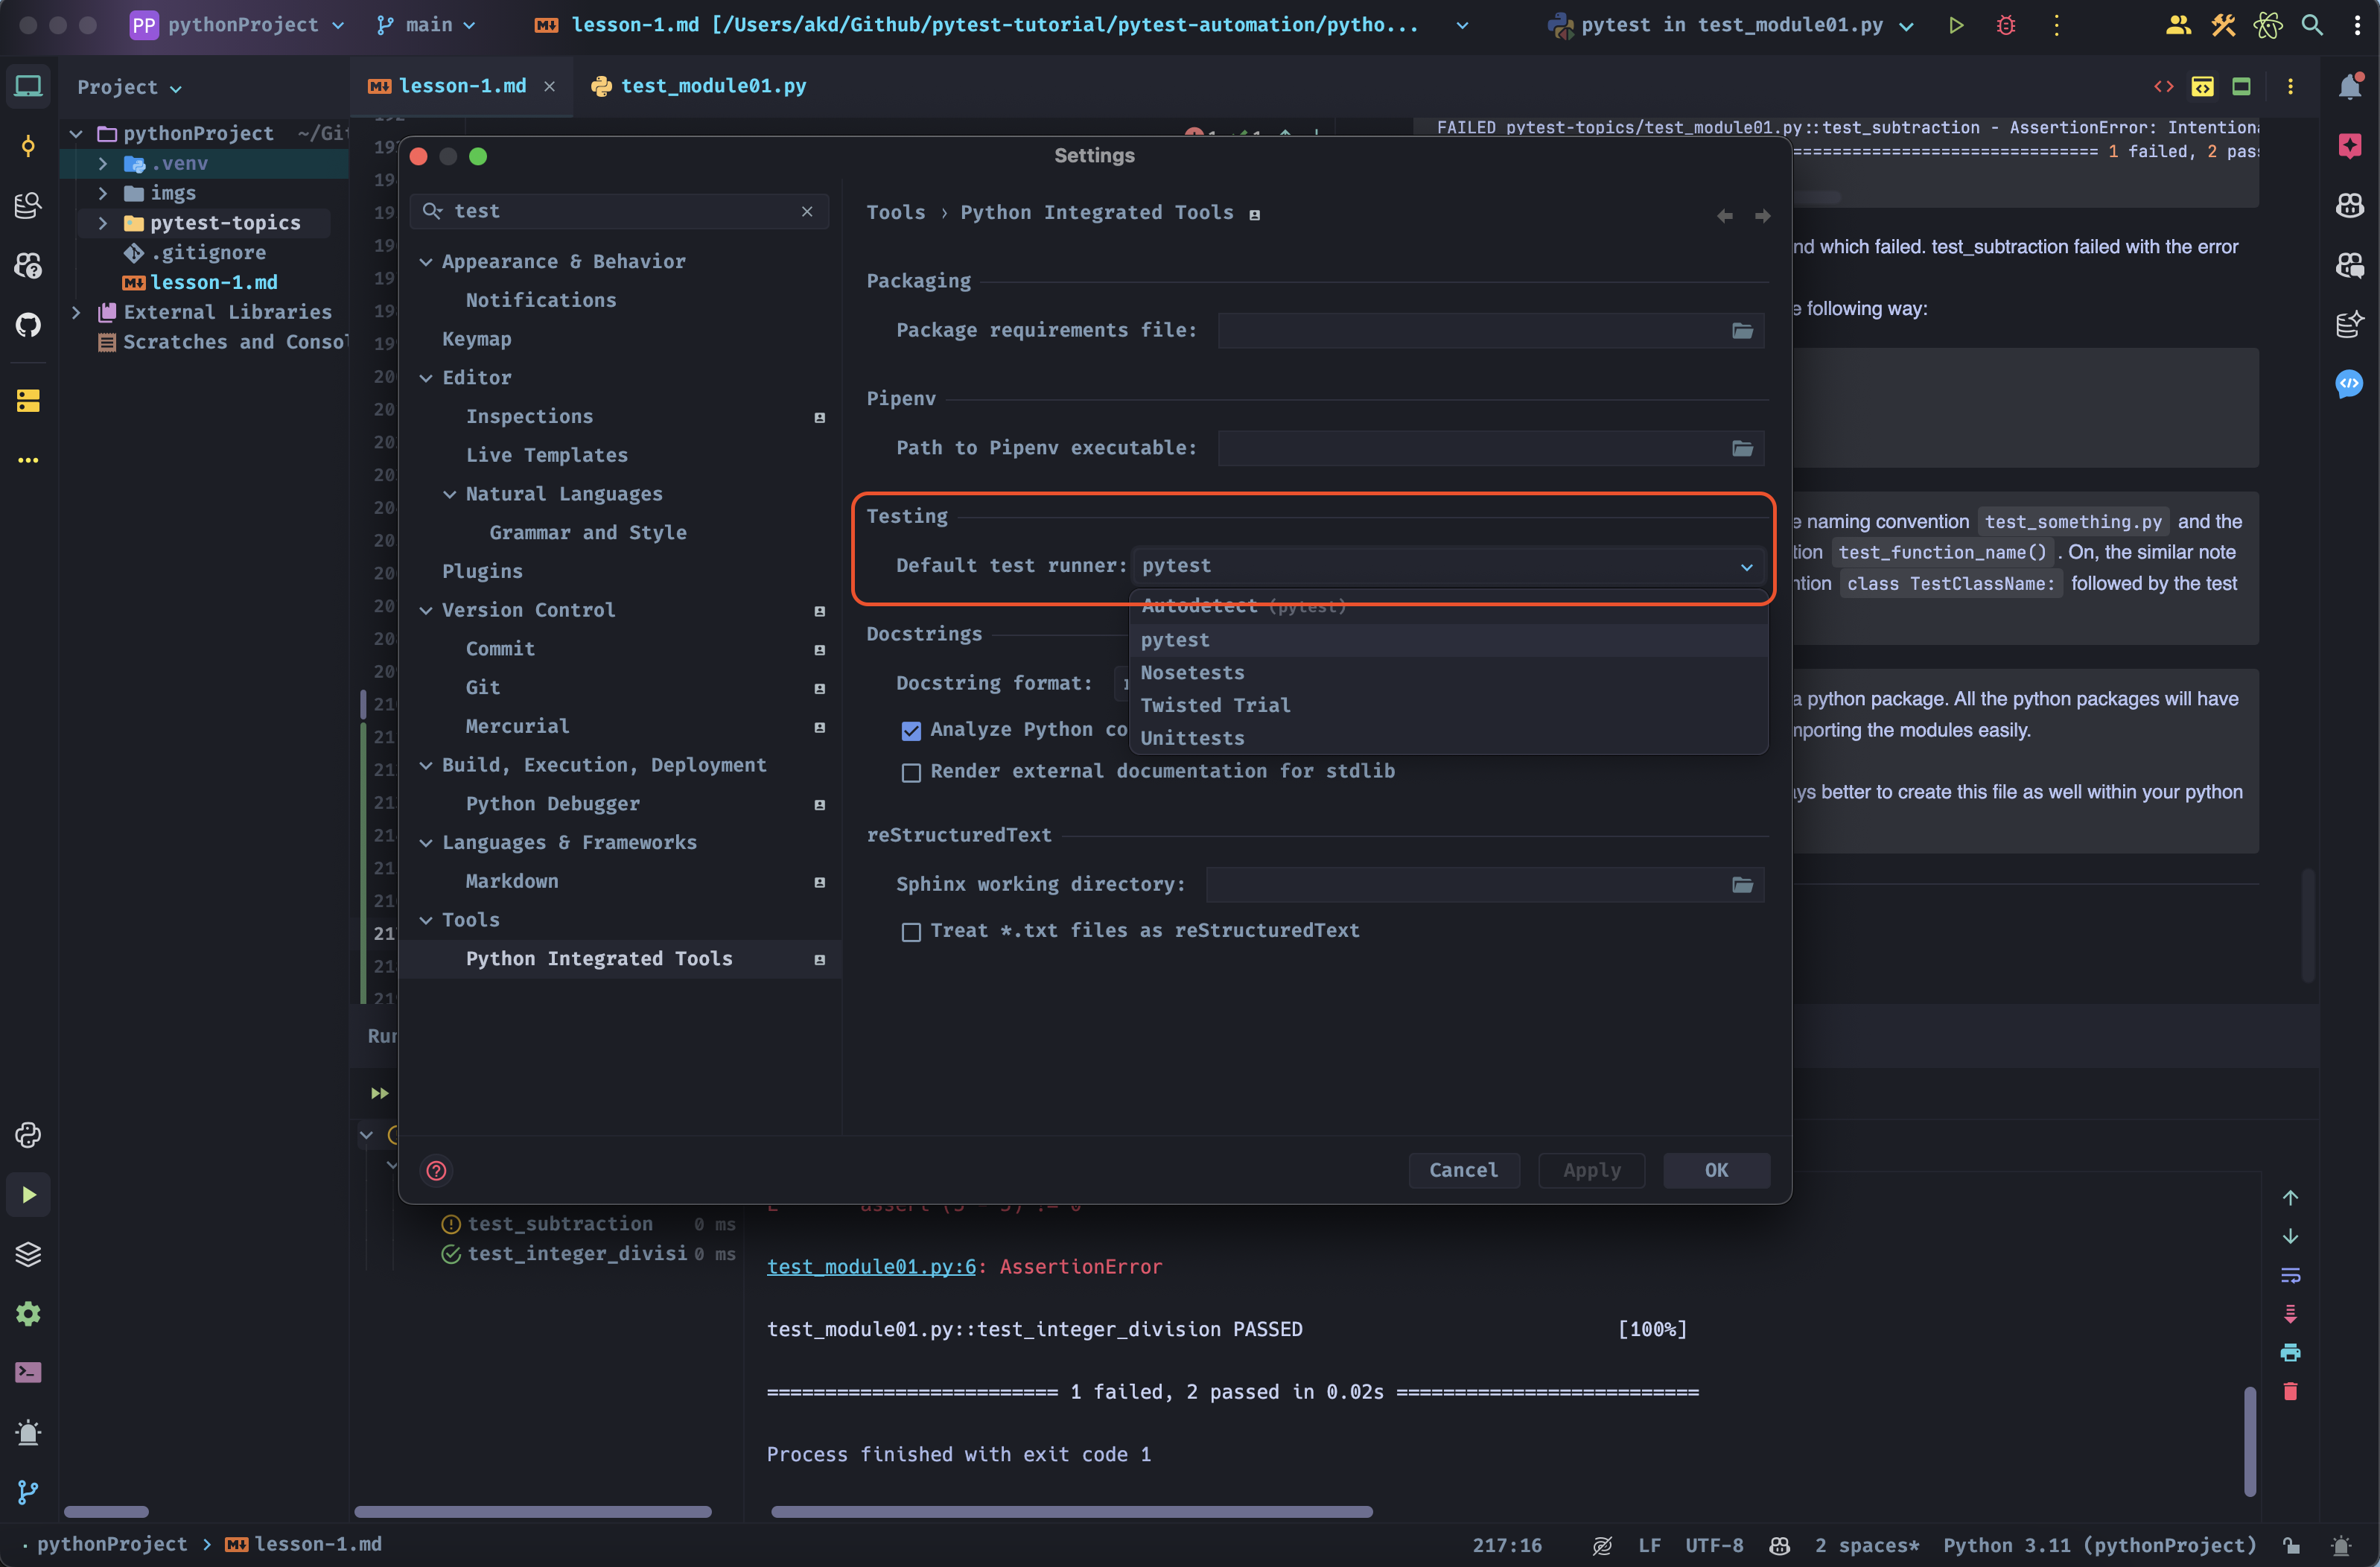 PP pythonProject main lesson-1.md [/Users/akd/Github/pytest-tutorial/pytest-automation/pytho... pytest in test_module01.py
Project
lesson-1.md
test_module01.py
pythonProject ~/Git
.venv
imgs
pytest-topics
.gitignore
lesson-1.md
External Libraries
Scratches and Consol
FAILED pytest-topics/test_module01.py::test_subtraction - AssertionError: Intentiona
============================== 1 failed, 2 pas
nd which failed. test_subtraction failed with the error
e following way:
e naming convention test_something.py and the
tion test_function_name() . On, the similar note
ntion class TestClassName: followed by the test
a python package. All the python packages will have
mporting the modules easily.
ys better to create this file as well within your python
Settings
test
Appearance & Behavior
Notifications
Keymap
Editor
Inspections
Live Templates
Natural Languages
Grammar and Style
Plugins
Version Control
Commit
Git
Mercurial
Build, Execution, Deployment
Python Debugger
Languages & Frameworks
Markdown
Tools
Python Integrated Tools
Tools › Python Integrated Tools
Packaging
Package requirements file:
Pipenv
Path to Pipenv executable:
Testing
Default test runner: pytest
Autodetect (pytest)
pytest
Nosetests
Twisted Trial
Unittests
Docstrings
Docstring format:
Analyze Python co
Render external documentation for stdlib
reStructuredText
Sphinx working directory:
Treat *.txt files as reStructuredText
Cancel
Apply
OK
Run
test_subtraction 0 ms
test_integer_divisi 0 ms
test_module01.py:6: AssertionError
test_module01.py::test_integer_division PASSED [100%]
========================= 1 failed, 2 passed in 0.02s ==========================
Process finished with exit code 1
pythonProject > lesson-1.md
217:16 LF UTF-8 2 spaces* Python 3.11 (pythonProject)